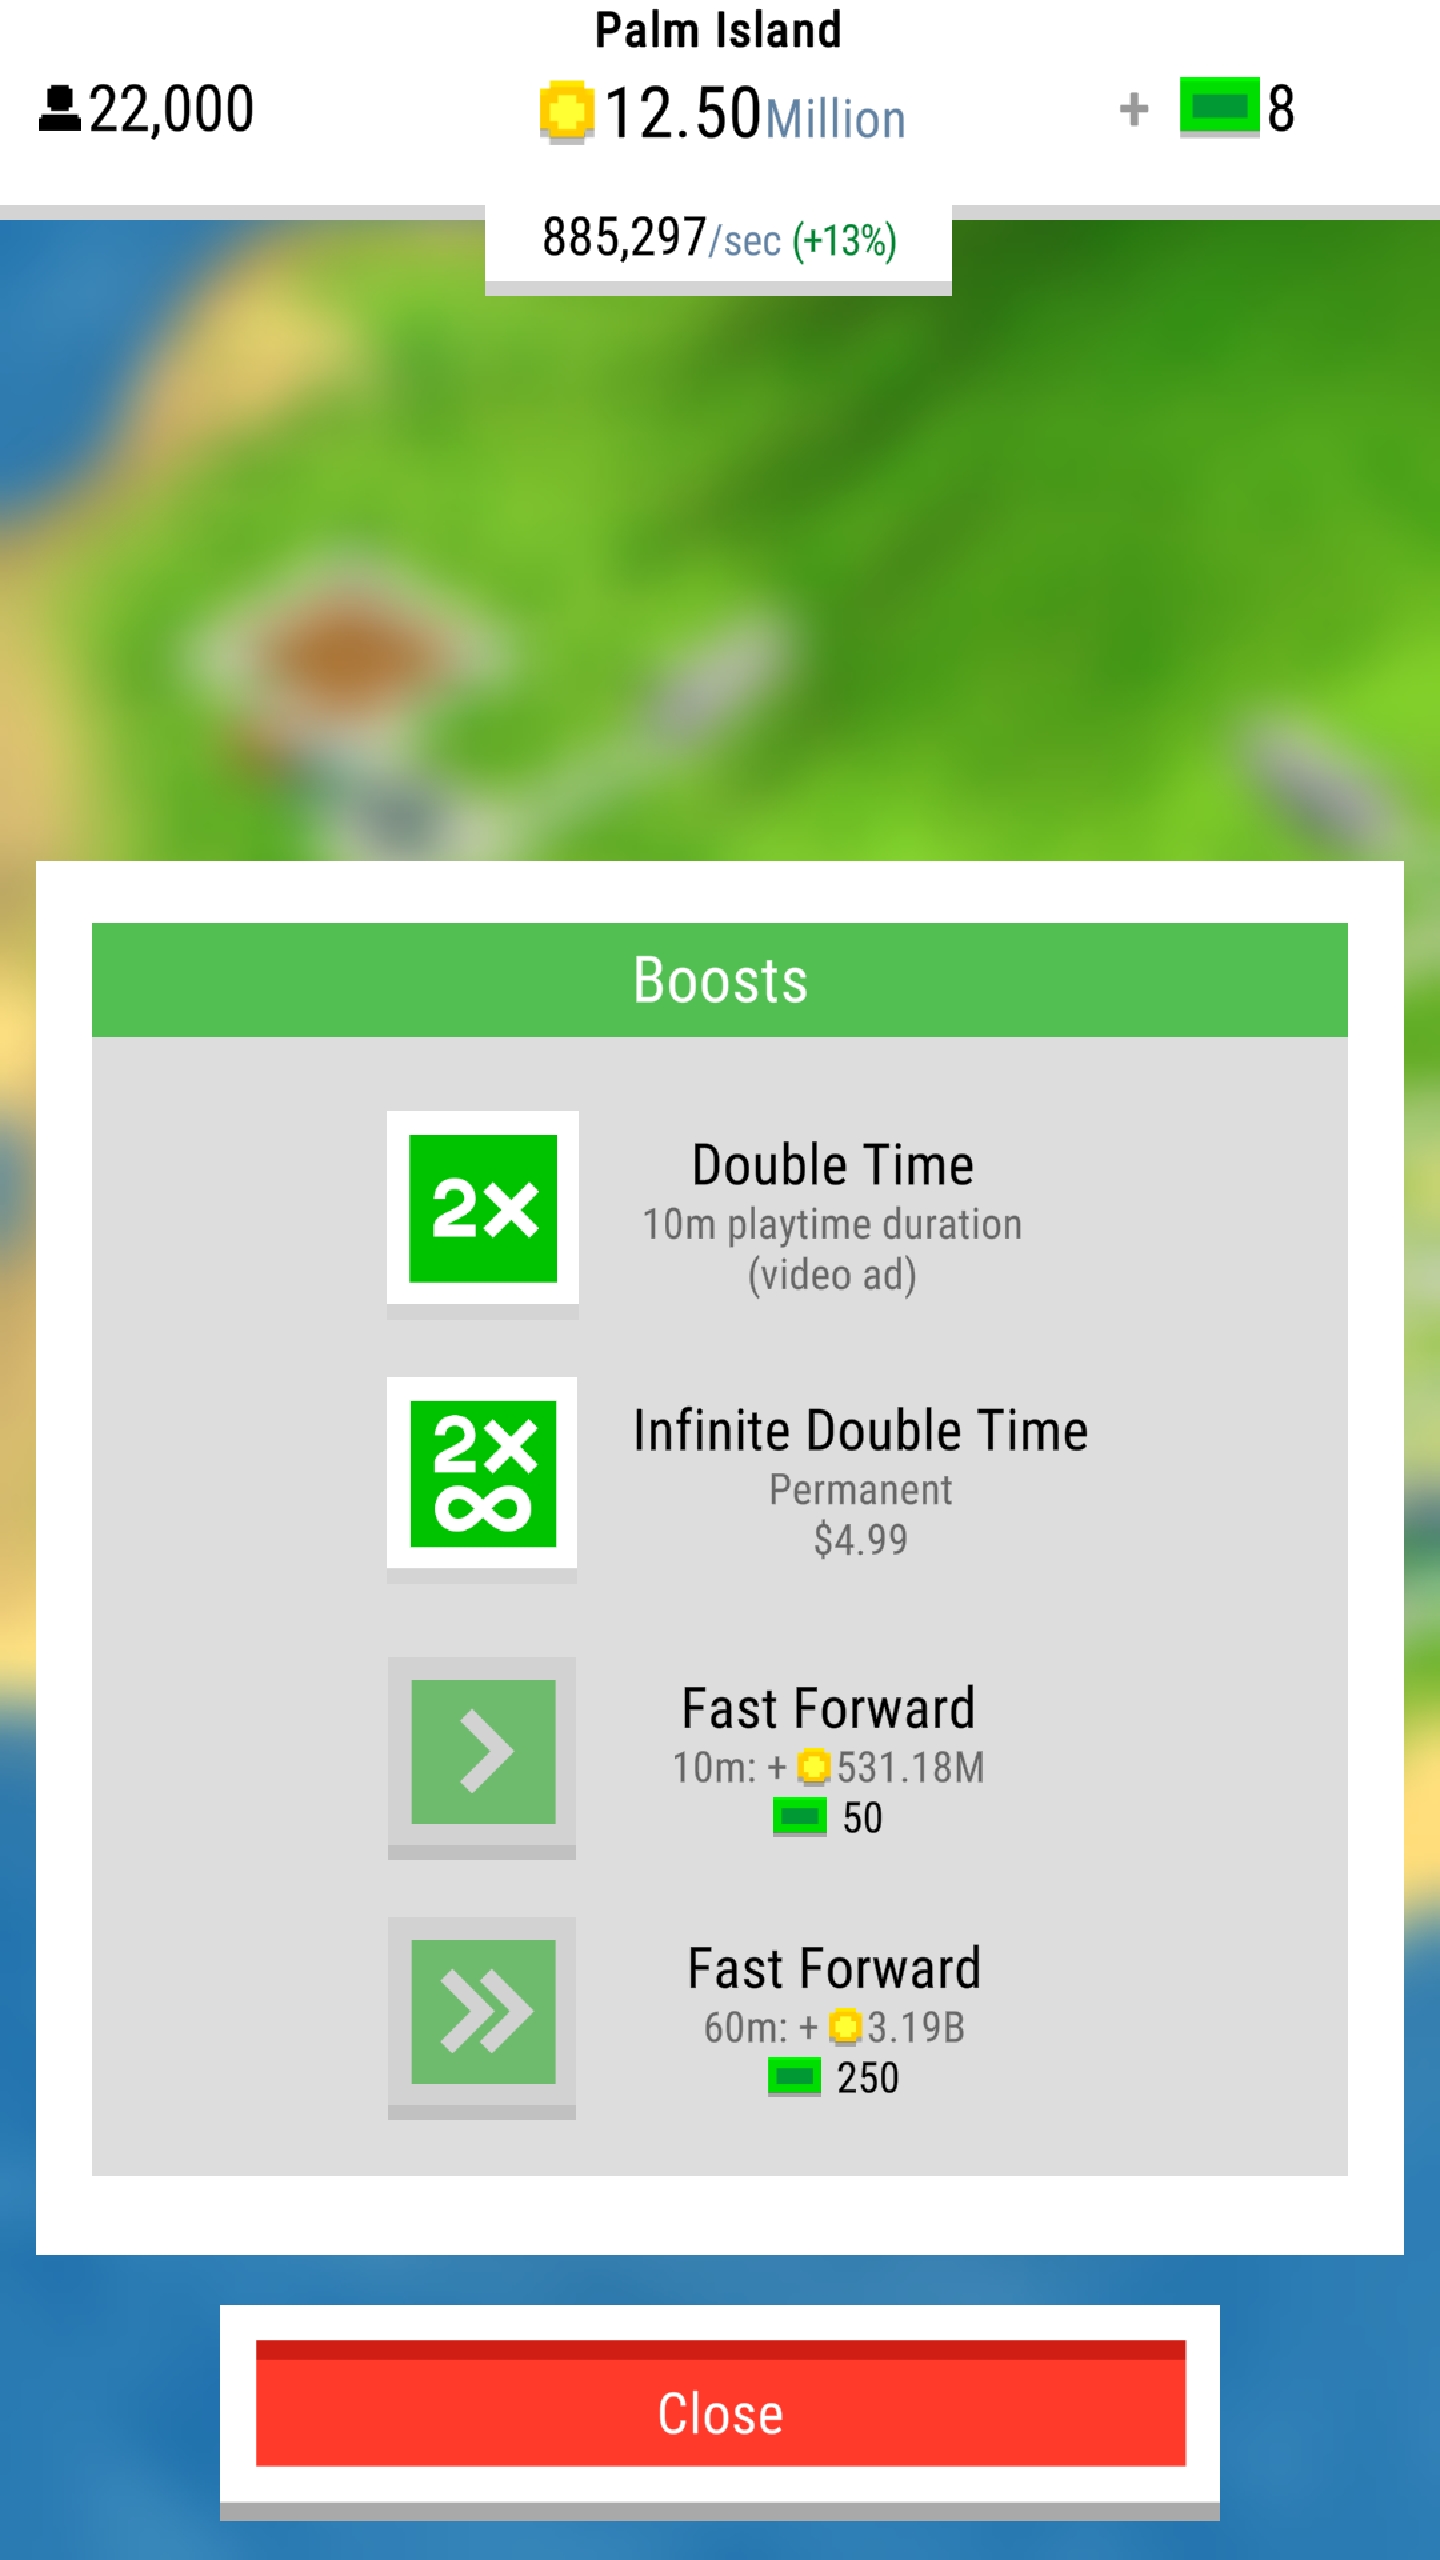 Palm Island
22,000
12.50Million
+ 8
885,297/sec (+13%)
Boosts
2×
Double Time
10m playtime duration
(video ad)
2×
∞
Infinite Double Time
Permanent
$4.99
Fast Forward
10m: + 531.18M
50
Fast Forward
60m: + 3.19B
250
Close